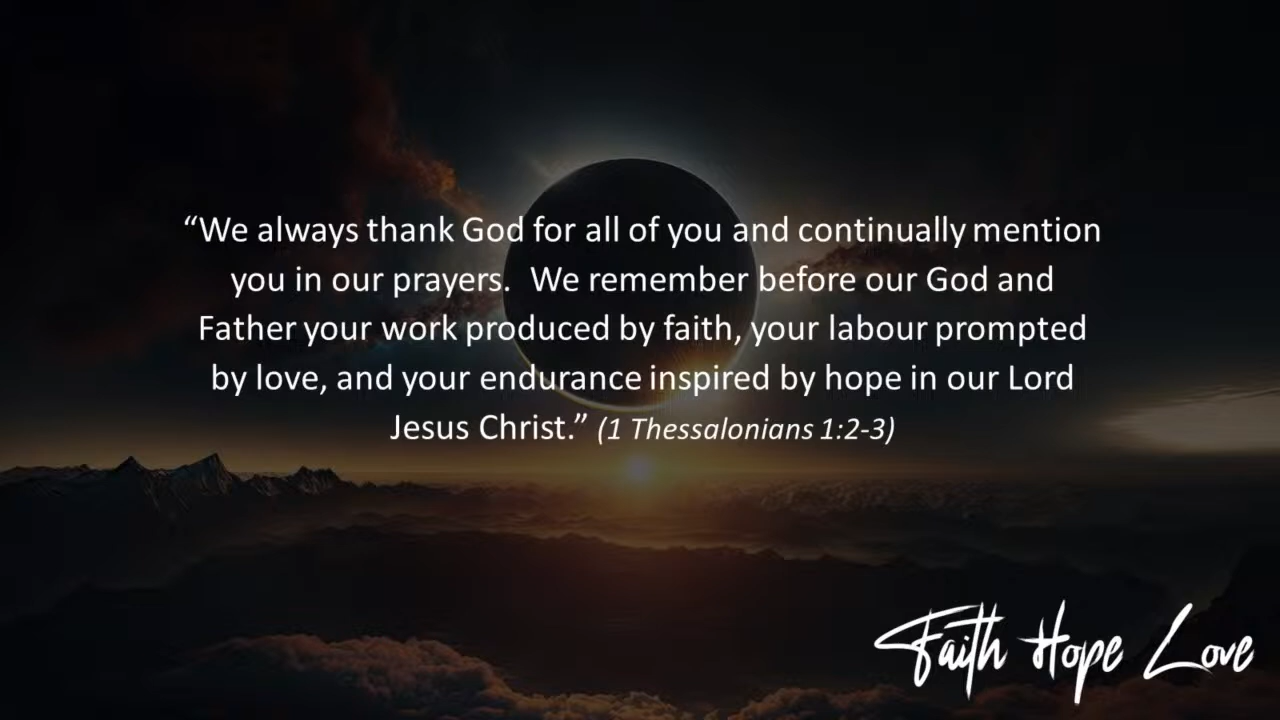 “We always thank God for all of you and continually mention
you in our prayers.  We remember before our God and
Father your work produced by faith, your labour prompted
by love, and your endurance inspired by hope in our Lord
Jesus Christ.” (1 Thessalonians 1:2-3)
Faith Hope Love